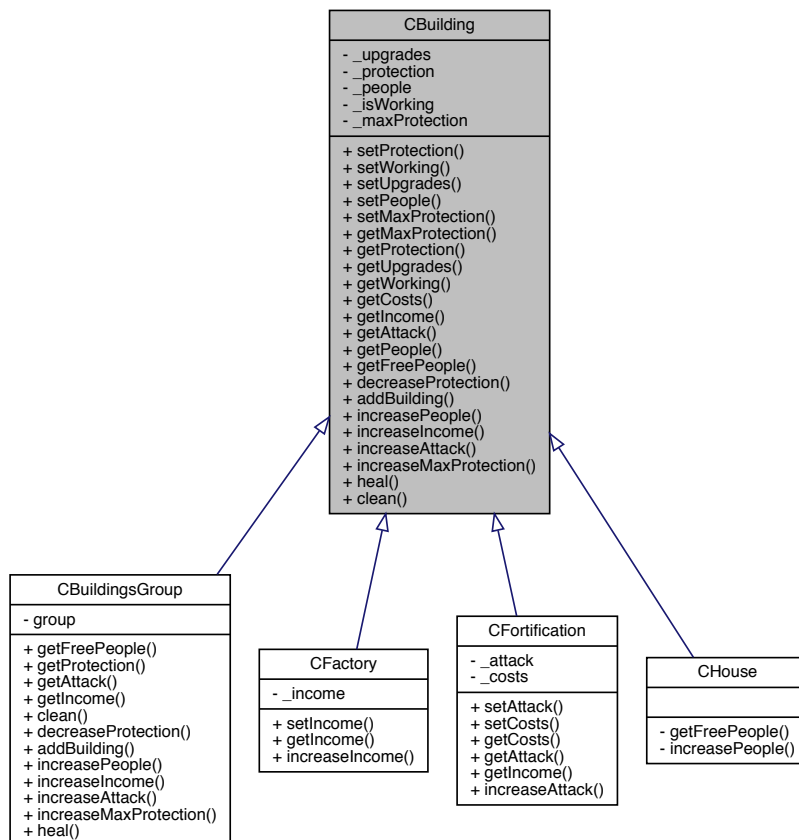 CBuilding
- _upgrades
- _protection
- _people
- _isWorking
- _maxProtection
+ setProtection()
+ setWorking()
+ setUpgrades()
+ setPeople()
+ setMaxProtection()
+ getMaxProtection()
+ getProtection()
+ getUpgrades()
+ getWorking()
+ getCosts()
+ getIncome()
+ getAttack()
+ getPeople()
+ getFreePeople()
+ decreaseProtection()
+ addBuilding()
+ increasePeople()
+ increaseIncome()
+ increaseAttack()
+ increaseMaxProtection()
+ heal()
+ clean()
CBuildingsGroup
- group
+ getFreePeople()
+ getProtection()
+ getAttack()
+ getIncome()
+ clean()
+ decreaseProtection()
+ addBuilding()
+ increasePeople()
+ increaseIncome()
+ increaseAttack()
+ increaseMaxProtection()
+ heal()
CFactory
- _income
+ setIncome()
+ getIncome()
+ increaseIncome()
CFortification
- _attack
- _costs
+ setAttack()
+ setCosts()
+ getCosts()
+ getAttack()
+ getIncome()
+ increaseAttack()
CHouse
- getFreePeople()
- increasePeople()